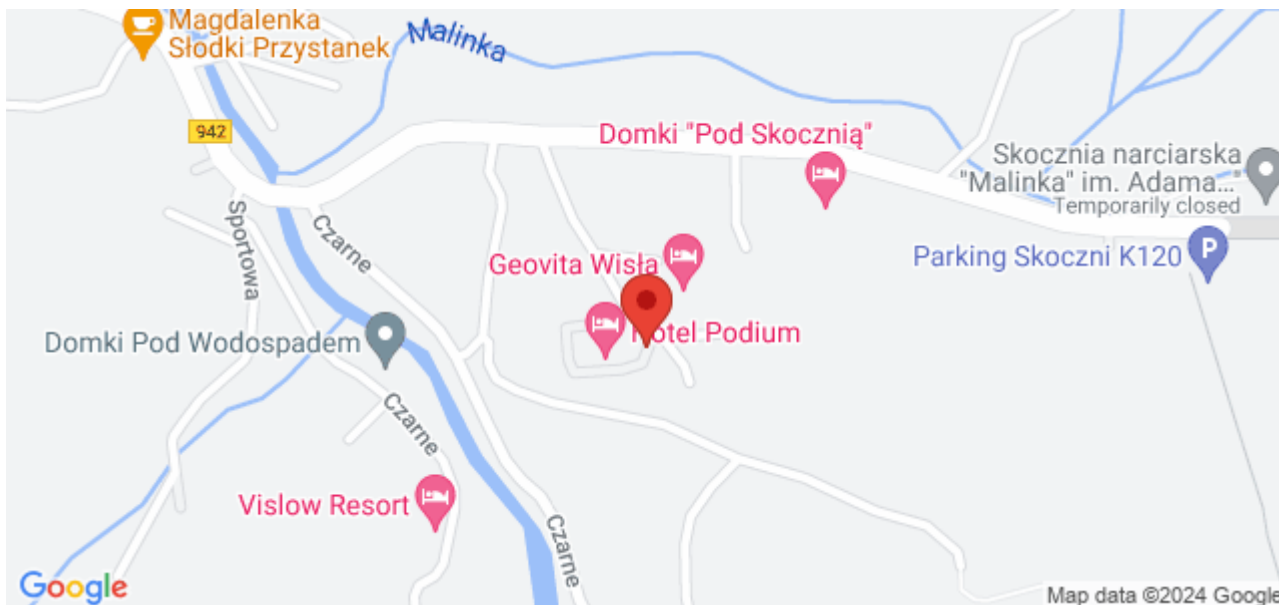 Magdalenka
Słodki Przystanek
Malinka
942
Domki "Pod Skocznią"
Skocznia narciarska
"Malinka" im. Adama..."
Temporarily closed
Sportowa
Czarne
Geovita Wisła
Parking Skoczni K120
P
Hotel Podium
Domki Pod Wodospadem
Czarne
Vislow Resort
Czarne
Google
Map data ©2024 Google